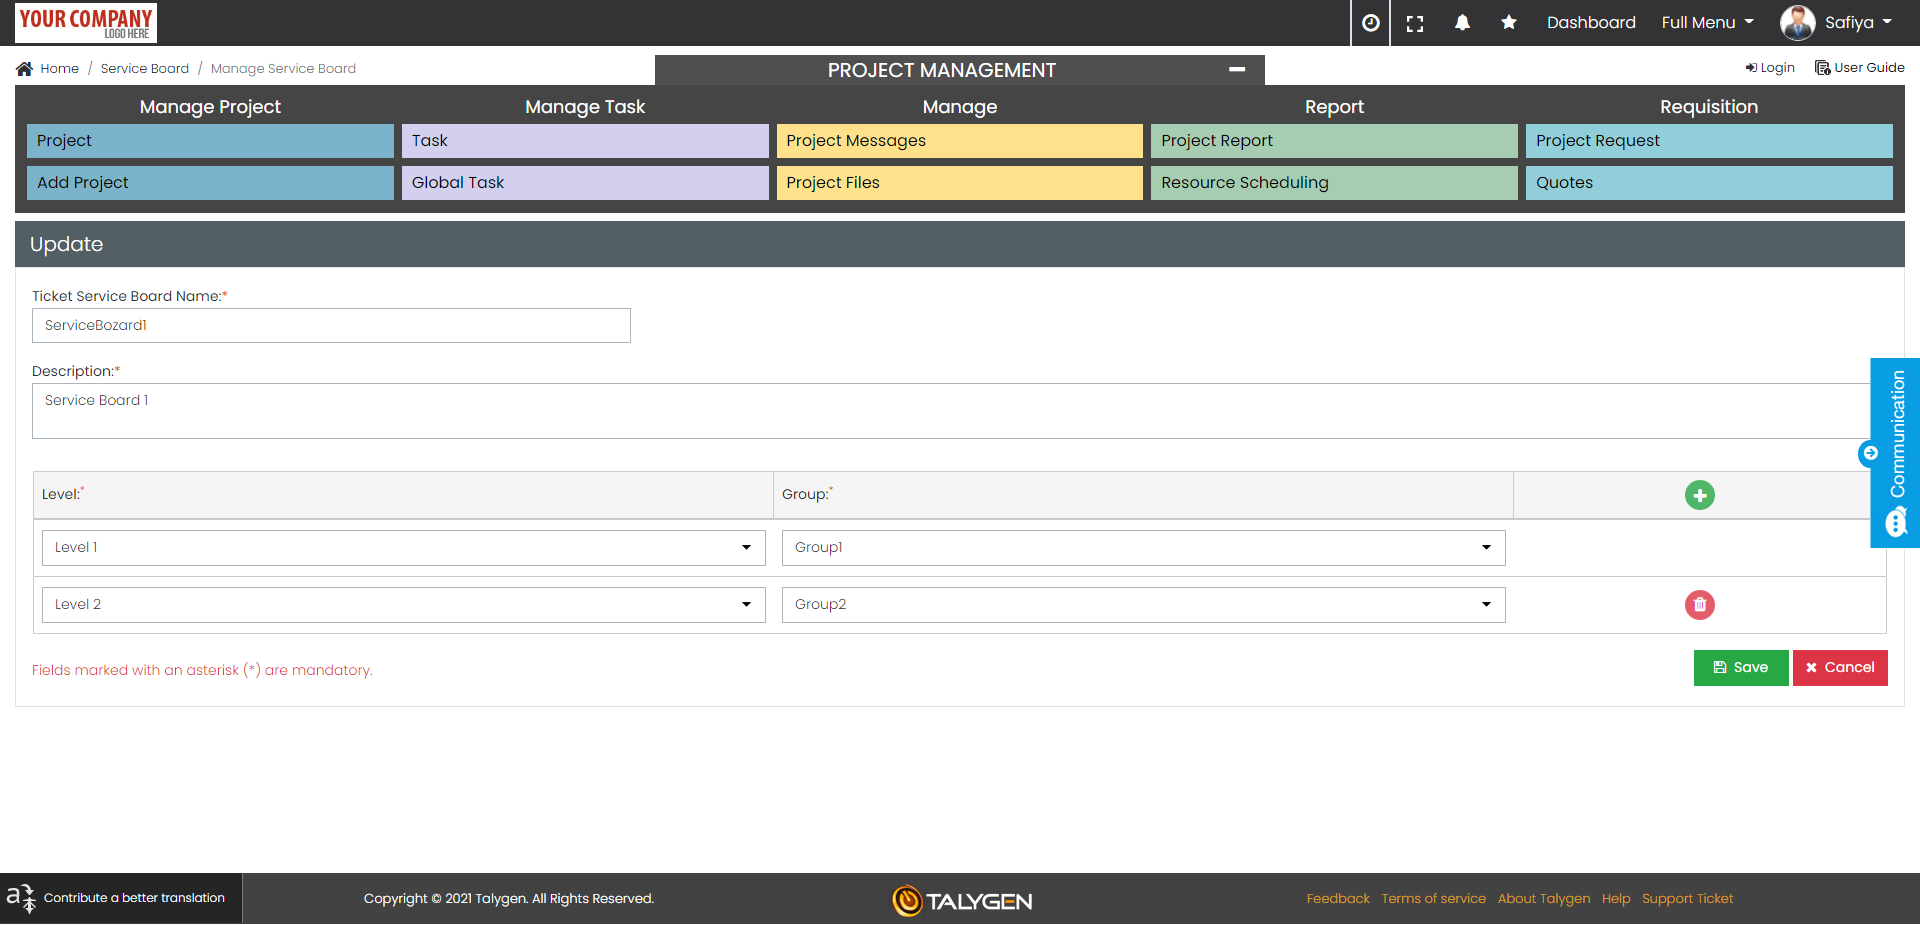 YOUR COMPANY
LOGO HERE
Dashboard
Full Menu
Safiya
Home / Service Board / Manage Service Board
PROJECT MANAGEMENT
Login
User Guide
Manage Project
Manage Task
Manage
Report
Requisition
Project
Task
Project Messages
Project Report
Project Request
Add Project
Global Task
Project Files
Resource Scheduling
Quotes
Update
Ticket Service Board Name:*
ServiceBozard1
Description:*
Service Board 1
Communication
Level:*
Group:*
Level 1
Group1
Level 2
Group2
Fields marked with an asterisk (*) are mandatory.
Save
Cancel
Contribute a better translation
Copyright © 2021 Talygen. All Rights Reserved.
TALYGEN
Feedback
Terms of service
About Talygen
Help
Support Ticket